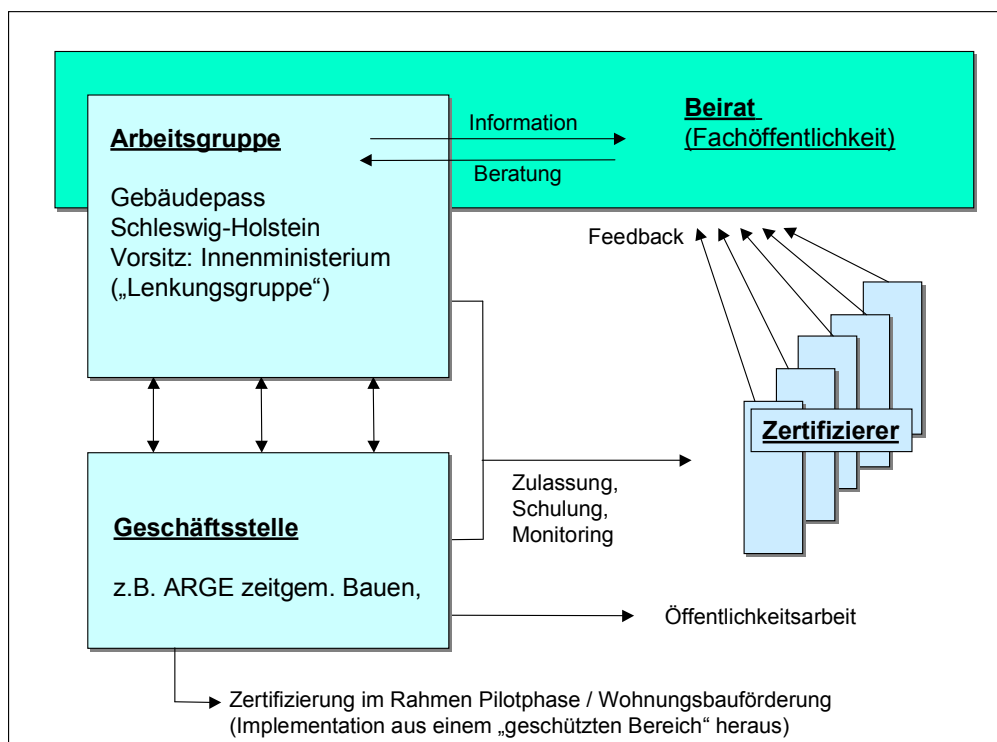 Arbeitsgruppe
Gebäudepass
Schleswig-Holstein
Vorsitz: Innenministerium
(„Lenkungsgruppe“)
Information
Beratung
Beirat
(Fachöffentlichkeit)
Feedback
Zertifizierer
Zulassung,
Schulung,
Monitoring
Geschäftsstelle
z.B. ARGE zeitgem. Bauen,
Öffentlichkeitsarbeit
Zertifizierung im Rahmen Pilotphase / Wohnungsbauförderung
(Implementation aus einem „geschützten Bereich“ heraus)